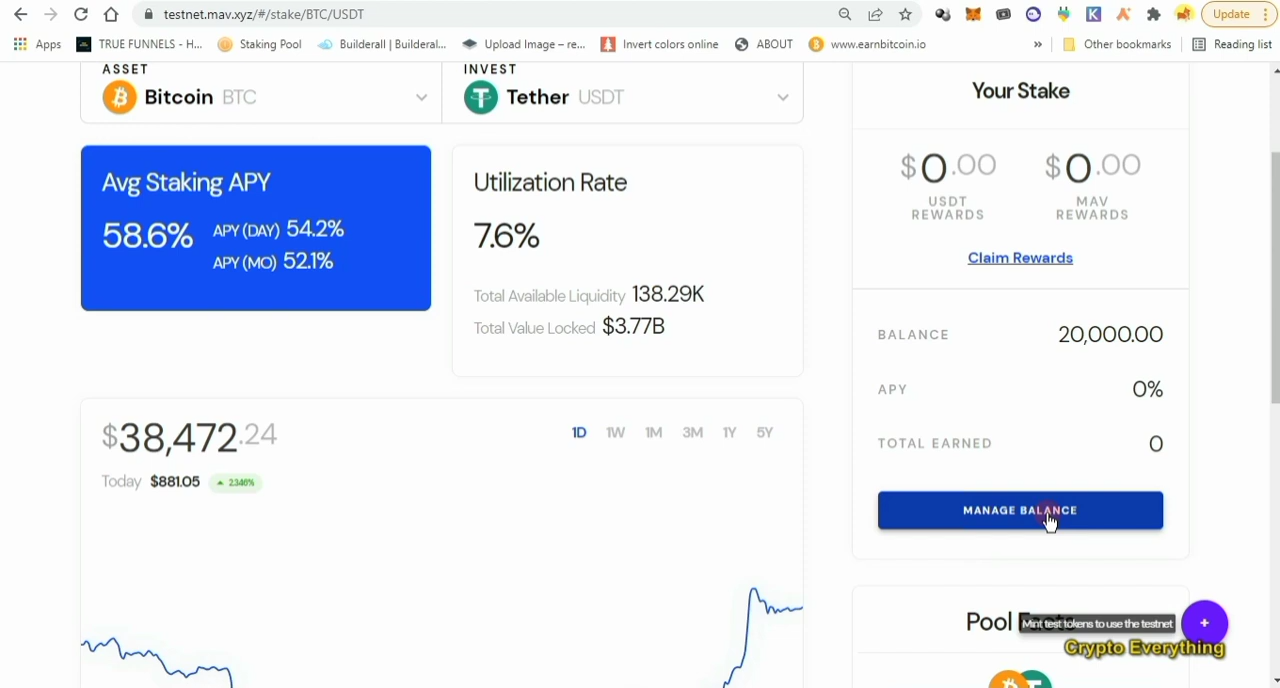 testnet.mav.xyz/#/stake/BTC/USDT
Update
Apps
TRUE FUNNELS - H...
Staking Pool
Builderall | Builderal...
Upload Image – re...
Invert colors online
ABOUT
www.earnbitcoin.io
»
Other bookmarks
Reading list
ASSET
Bitcoin BTC
INVEST
Tether USDT
Your Stake
Avg Staking APY
58.6%
APY (DAY) 54.2%
APY (MO) 52.1%
Utilization Rate
7.6%
Total Available Liquidity 138.29K
Total Value Locked $3.77B
$0.00
USDT
REWARDS
$0.00
MAV
REWARDS
Claim Rewards
BALANCE 20,000.00
APY 0%
TOTAL EARNED 0
MANAGE BALANCE
$38,472.24
1D 1W 1M 3M 1Y 5Y
Today $881.05 2.346%
Pool Facts
Mint test tokens to use the testnet
+
Crypto Everything